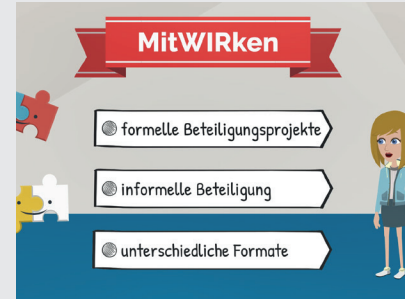 MitWIRken
formelle Beteiligungsprojekte
informelle Beteiligung
unterschiedliche Formate